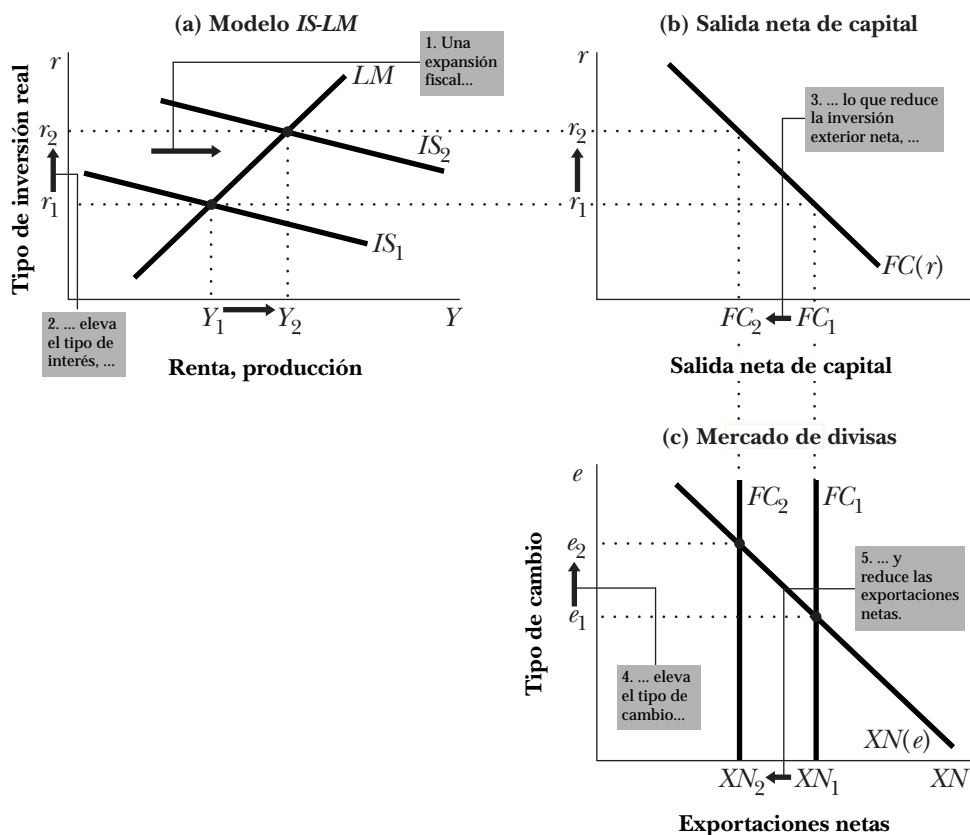 (a) Modelo IS-LM
r
Tipo de inversión real
1. Una
expansión
fiscal...
LM
r2
IS2
r1
IS1
2. ... eleva
el tipo de
interés, ...
Y1
Y2
Y
Renta, producción
(b) Salida neta de capital
r
3. ... lo que reduce
la inversión
exterior neta, ...
r2
r1
FC(r)
FC2
FC1
Salida neta de capital
(c) Mercado de divisas
e
Tipo de cambio
FC2
FC1
e2
5. ... y
reduce las
exportaciones
netas.
e1
4. ... eleva
el tipo de
cambio...
XN(e)
XN2
XN1
XN
Exportaciones netas